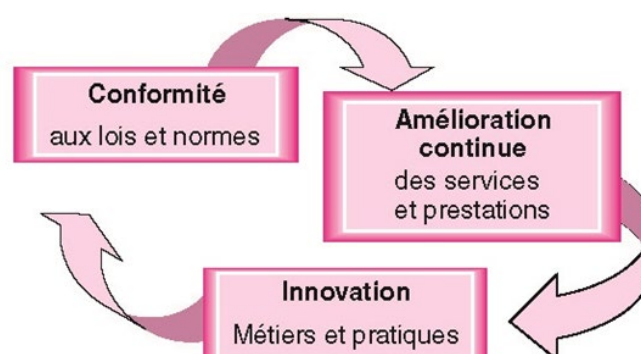 Conformité
aux lois et normes
Amélioration
continue
des services
et prestations
Innovation
Métiers et pratiques